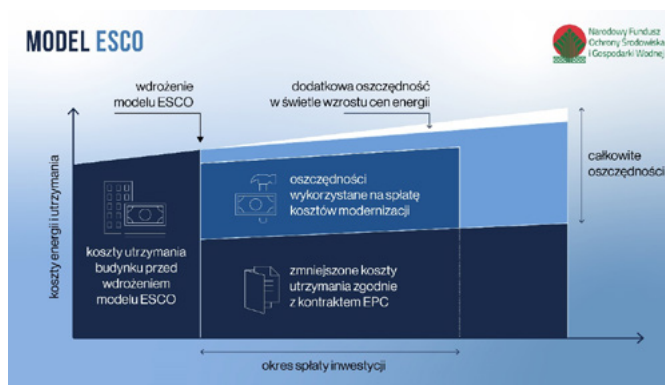 MODEL ESCO
Narodowy Fundusz
Ochrony Środowiska
i Gospodarki Wodnej
wdrożenie
modelu ESCO
dodatkowa oszczędność
w świetle wzrostu cen energii
całkowite
oszczędności
oszczędności
wykorzystane na spłatę
kosztów modernizacji
koszty energii i utrzymania
koszty utrzymania
budynku przed
wdrożeniem
modelu ESCO
zmniejszone koszty
utrzymania zgodnie
z kontraktem EPC
okres spłaty inwestycji